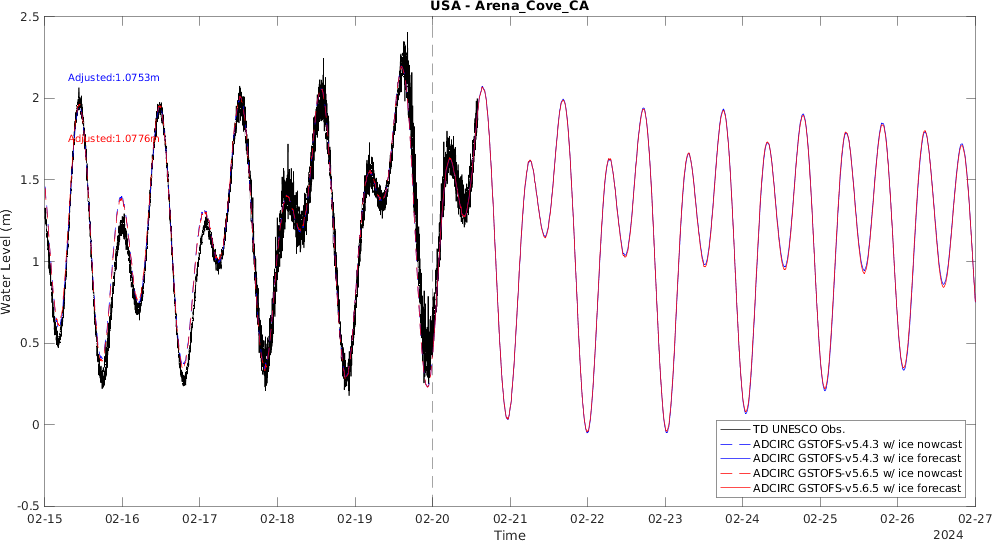 USA - Arena_Cove_CA
2.5
Adjusted:1.0753m
2
Adjusted:1.0776m
1.5
Water Level (m)
1
0.5
0
-0.5
TD UNESCO Obs.
ADCIRC GSTOFS-v5.4.3 w/ ice nowcast
ADCIRC GSTOFS-v5.4.3 w/ ice forecast
ADCIRC GSTOFS-v5.6.5 w/ ice nowcast
ADCIRC GSTOFS-v5.6.5 w/ ice forecast
02-15 02-16 02-17 02-18 02-19 02-20 02-21 02-22 02-23 02-24 02-25 02-26 02-27
Time
2024